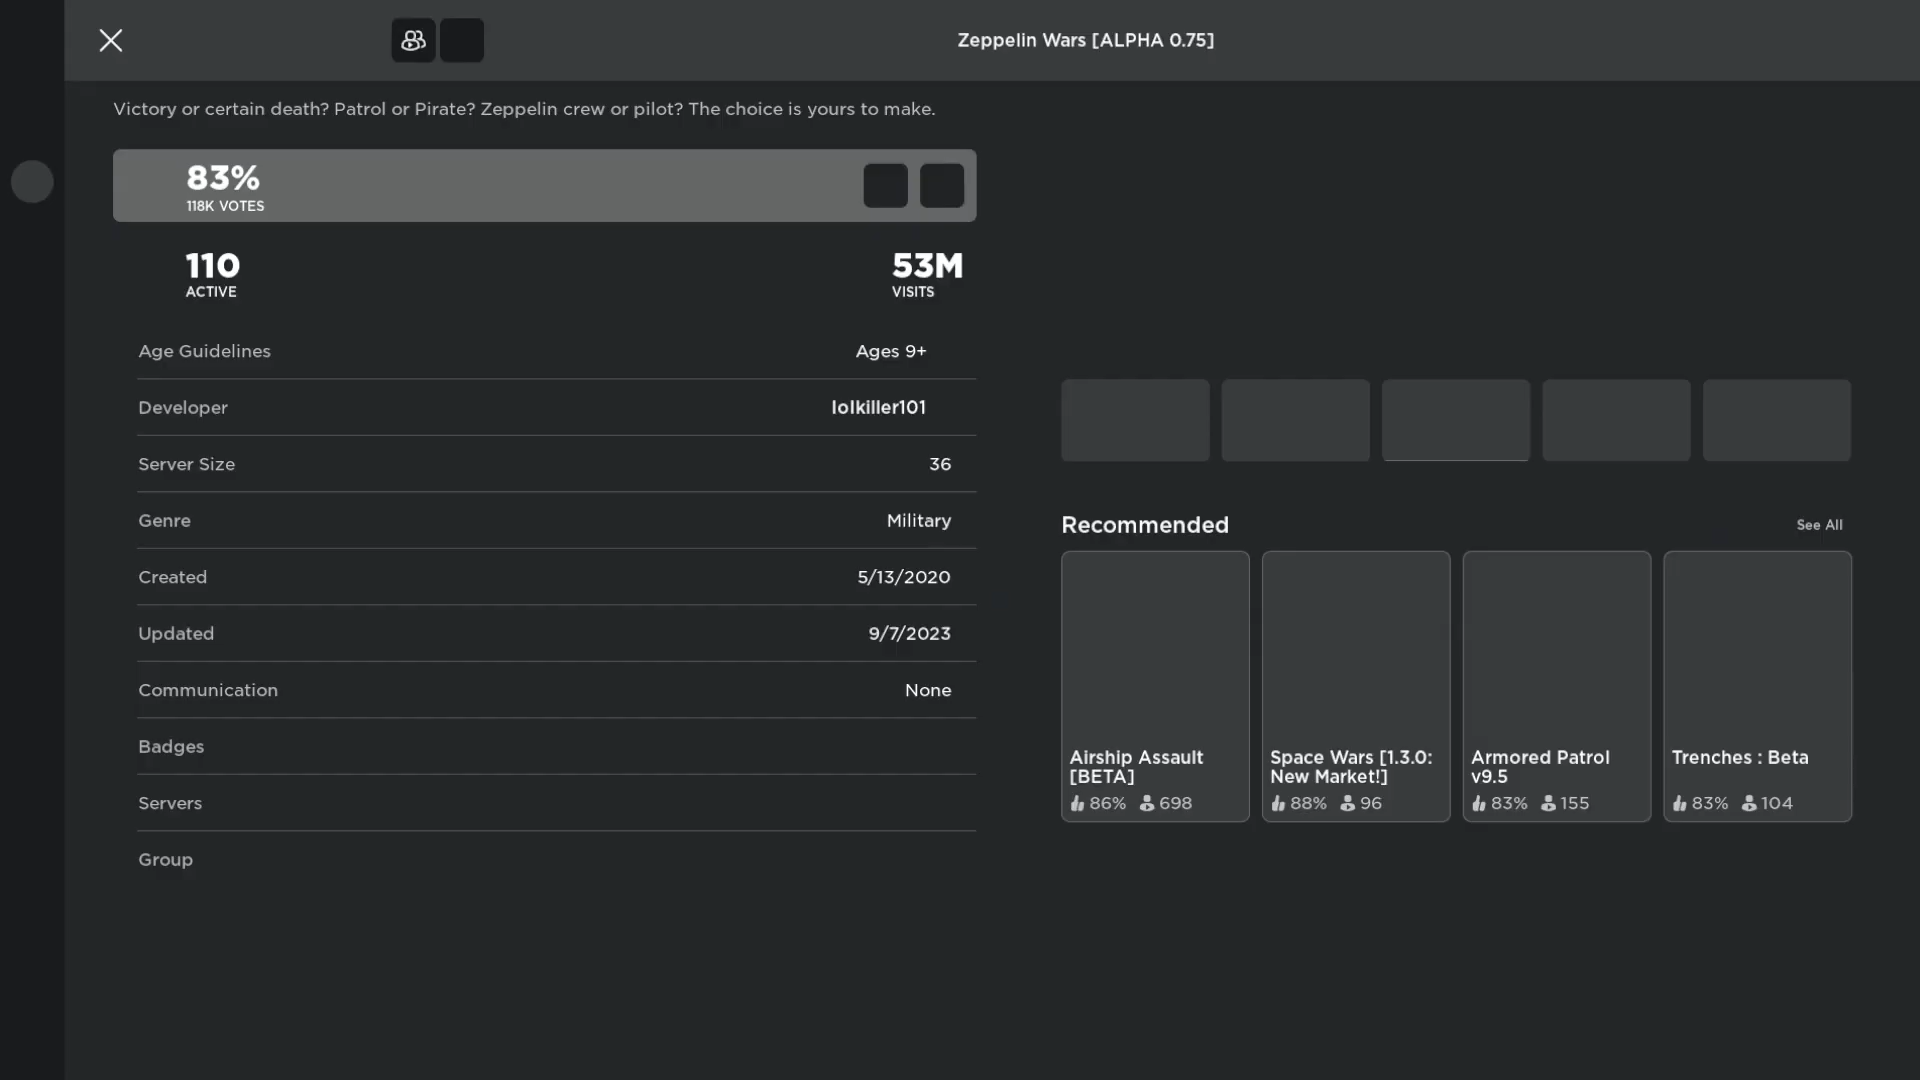 Zeppelin Wars [ALPHA 0.75]
Victory or certain death? Patrol or Pirate? Zeppelin crew or pilot? The choice is yours to make.
83%
118K VOTES
110
ACTIVE
53M
VISITS
Age Guidelines
Ages 9+
Developer
lolkiller101
Server Size
36
Genre
Military
Created
5/13/2020
Updated
9/7/2023
Communication
None
Badges
Servers
Group
Recommended
See All
Airship Assault
[BETA]
86% 698
Space Wars [1.3.0:
New Market!]
88% 96
Armored Patrol
v9.5
83% 155
Trenches : Beta
83% 104